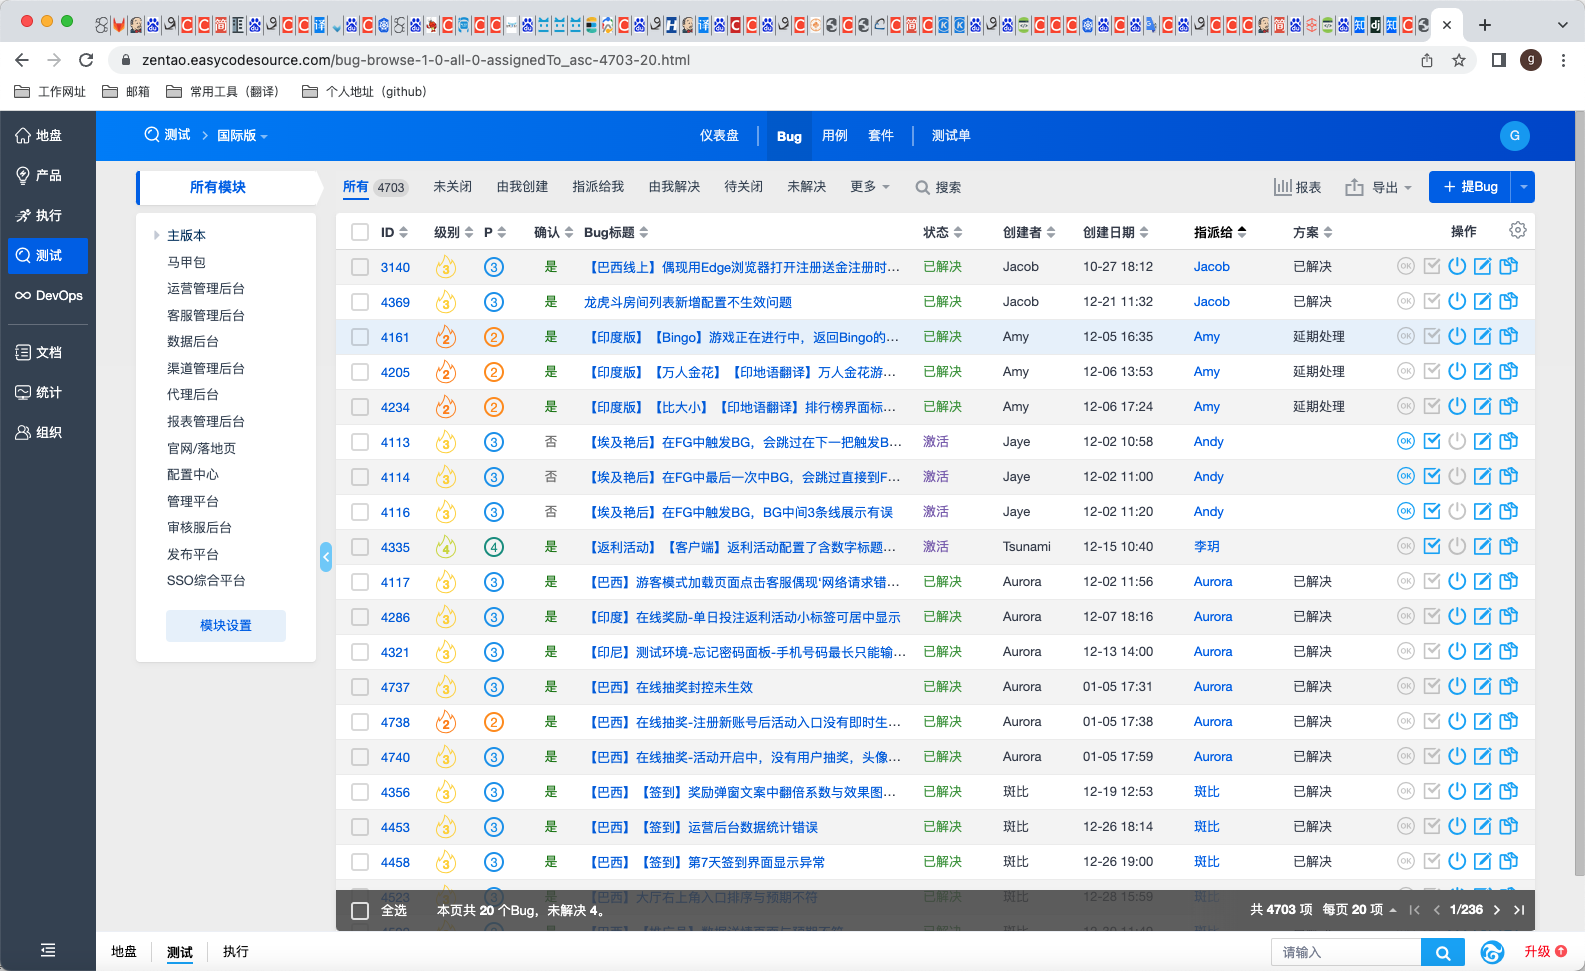 zentao.easycodesource.com/bug-browse-1-0-all-0-assignedTo_asc-4703-20.html
g
工作网址 邮箱 常用工具（翻译） 个人地址（github）
地盘
产品
执行
测试
DevOps
文档
统计
组织
测试 国际版
仪表盘 Bug 用例 套件 测试单
G
所有模块
所有 4703 未关闭 由我创建 指派给我 由我解决 待关闭 未解决 更多 搜索
报表 导出 + 提Bug
主版本
马甲包
运营管理后台
客服管理后台
数据后台
渠道管理后台
代理后台
报表管理后台
官网/落地页
配置中心
管理平台
审核服后台
发布平台
SSO综合平台
模块设置
ID 级别 P 确认 Bug标题 状态 创建者 创建日期 指派给 方案 操作
3140 3 3 是 【巴西线上】偶现用Edge浏览器打开注册送金注册时... 已解决 Jacob 10-27 18:12 Jacob 已解决
4369 3 3 是 龙虎斗房间列表新增配置不生效问题 已解决 Jacob 12-21 11:32 Jacob 已解决
4161 2 2 是 【印度版】【Bingo】游戏正在进行中，返回Bingo的... 已解决 Amy 12-05 16:35 Amy 延期处理
4205 2 2 是 【印度版】【万人金花】【印地语翻译】万人金花游... 已解决 Amy 12-06 13:53 Amy 延期处理
4234 2 2 是 【印度版】【比大小】【印地语翻译】排行榜界面标... 已解决 Amy 12-06 17:24 Amy 延期处理
4113 3 3 否 【埃及艳后】在FG中触发BG，会跳过在下一把触发B... 激活 Jaye 12-02 10:58 Andy
4114 3 3 否 【埃及艳后】在FG中最后一次中BG，会跳过直接到F... 激活 Jaye 12-02 11:00 Andy
4116 3 3 否 【埃及艳后】在FG中触发BG，BG中间3条线展示有误 激活 Jaye 12-02 11:20 Andy
4335 4 4 是 【返利活动】【客户端】返利活动配置了含数字标题... 激活 Tsunami 12-15 10:40 李玥
4117 3 3 是 【巴西】游客模式加载页面点击客服偶现‘网络请求错... 已解决 Aurora 12-02 11:56 Aurora 已解决
4286 3 3 是 【印度】在线奖励-单日投注返利活动小标签可居中显示 已解决 Aurora 12-07 18:16 Aurora 已解决
4321 3 3 是 【印尼】测试环境-忘记密码面板-手机号码最长只能输... 已解决 Aurora 12-13 14:00 Aurora 已解决
4737 3 3 是 【巴西】在线抽奖封控未生效 已解决 Aurora 01-05 17:31 Aurora 已解决
4738 2 2 是 【巴西】在线抽奖-注册新账号后活动入口没有即时生... 已解决 Aurora 01-05 17:38 Aurora 已解决
4740 3 3 是 【巴西】在线抽奖-活动开启中，没有用户抽奖，头像... 已解决 Aurora 01-05 17:59 Aurora 已解决
4356 3 3 是 【巴西】【签到】奖励弹窗文案中翻倍系数与效果图... 已解决 斑比 12-19 12:53 斑比 已解决
4453 3 3 是 【巴西】【签到】运营后台数据统计错误 已解决 斑比 12-26 18:14 斑比 已解决
4458 3 3 是 【巴西】【签到】第7天签到界面显示异常 已解决 斑比 12-26 19:00 斑比 已解决
4523 3 是 【巴西】大厅右上角入口排序与预期不符 已解决 斑比 12-28 15:59 斑比 已解决
全选 本页共 20 个Bug，未解决 4。 共 4703 项 每页 20 项 1/236
地盘 测试 执行 请输入 升级